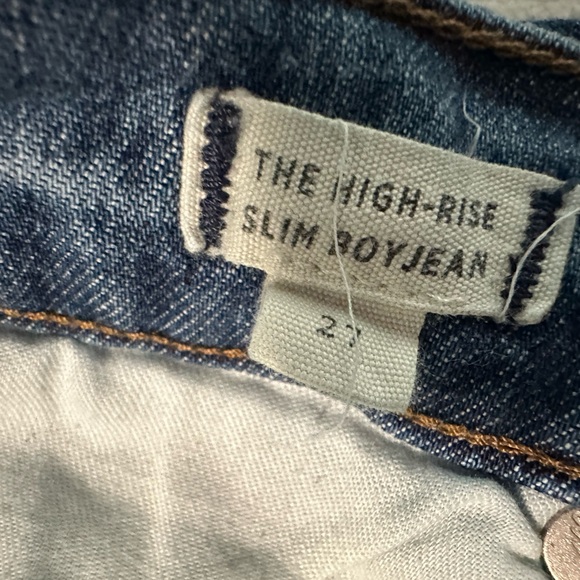 THE HIGH-RISE
SLIM BOYJEAN
27